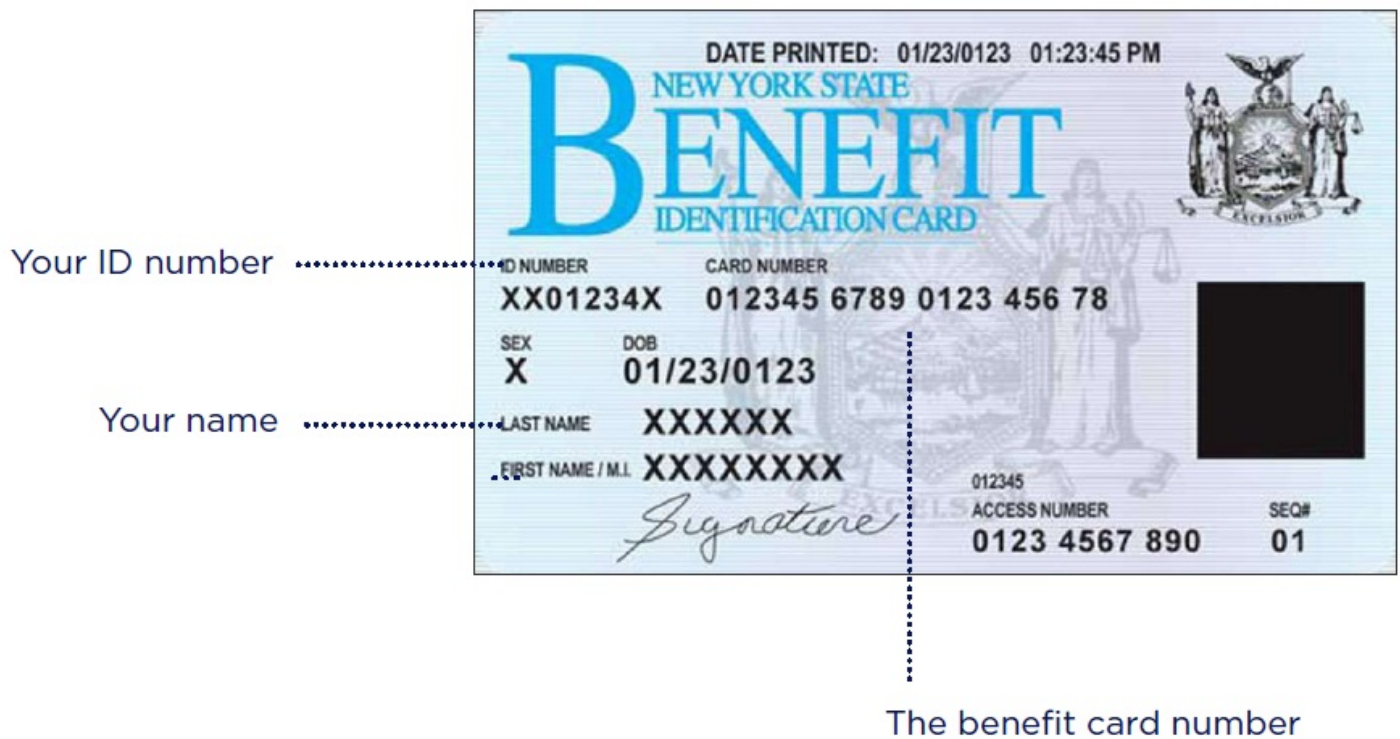 DATE PRINTED: 01/23/0123 01:23:45 PM
NEW YORK STATE
BENEFIT
IDENTIFICATION CARD
EXCELSIOR
Your ID number
ID NUMBER CARD NUMBER
XX01234X 012345 6789 0123 456 78
SEX DOB
X 01/23/0123
Your name
LAST NAME XXXXXX
FIRST NAME / M.I. XXXXXXXX
EXCELSIOR
Signature
012345
ACCESS NUMBER SEQ#
0123 4567 890 01
The benefit card number